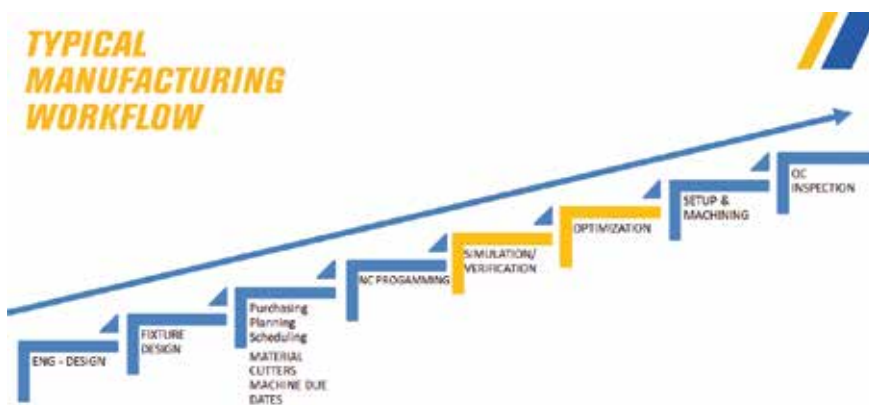 TYPICAL
MANUFACTURING
WORKFLOW
ENG - DESIGN
FIXTURE
DESIGN
Purchasing
Planning
Scheduling
MATERIAL
CUTTERS
MACHINE DUE
DATES
NC PROGAMMING
SIMULATION/
VERIFICATION
OPTIMIZATION
SETUP &
MACHINING
QC
INSPECTION